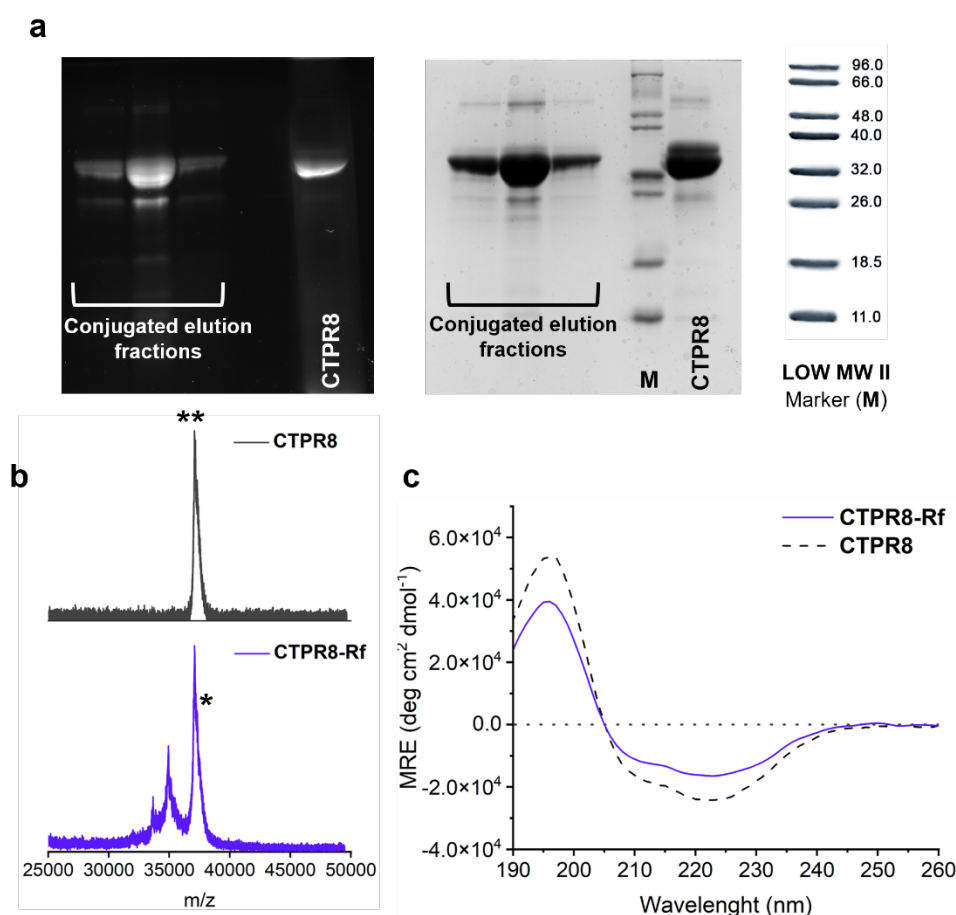 a
96.0
66.0
48.0
40.0
32.0
26.0
18.5
11.0
Conjugated elution
fractions
CTPR8
Conjugated elution
fractions
M
CTPR8
LOW MW II
Marker (M)
b
**
CTPR8
*
CTPR8-Rf
25000 30000 35000 40000 45000 50000
m/z
c
CTPR8-Rf
CTPR8
MRE (deg cm² dmol⁻¹)
6.0×10⁴
4.0×10⁴
2.0×10⁴
0.0
-2.0×10⁴
-4.0×10⁴
190 200 210 220 230 240 250 260
Wavelenght (nm)